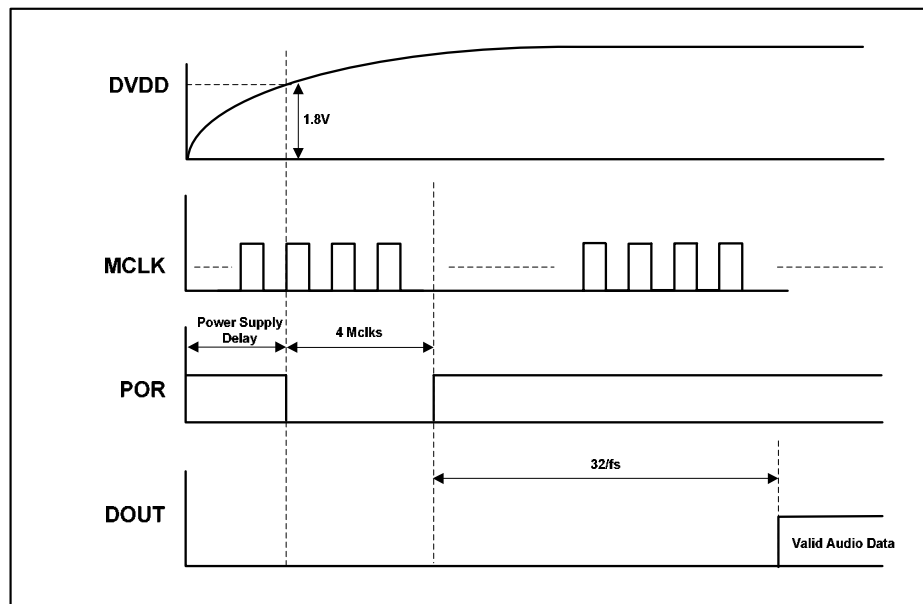 DVDD
1.8V
MCLK
Power Supply
Delay
4 Mclks
POR
32/fs
DOUT
Valid Audio Data